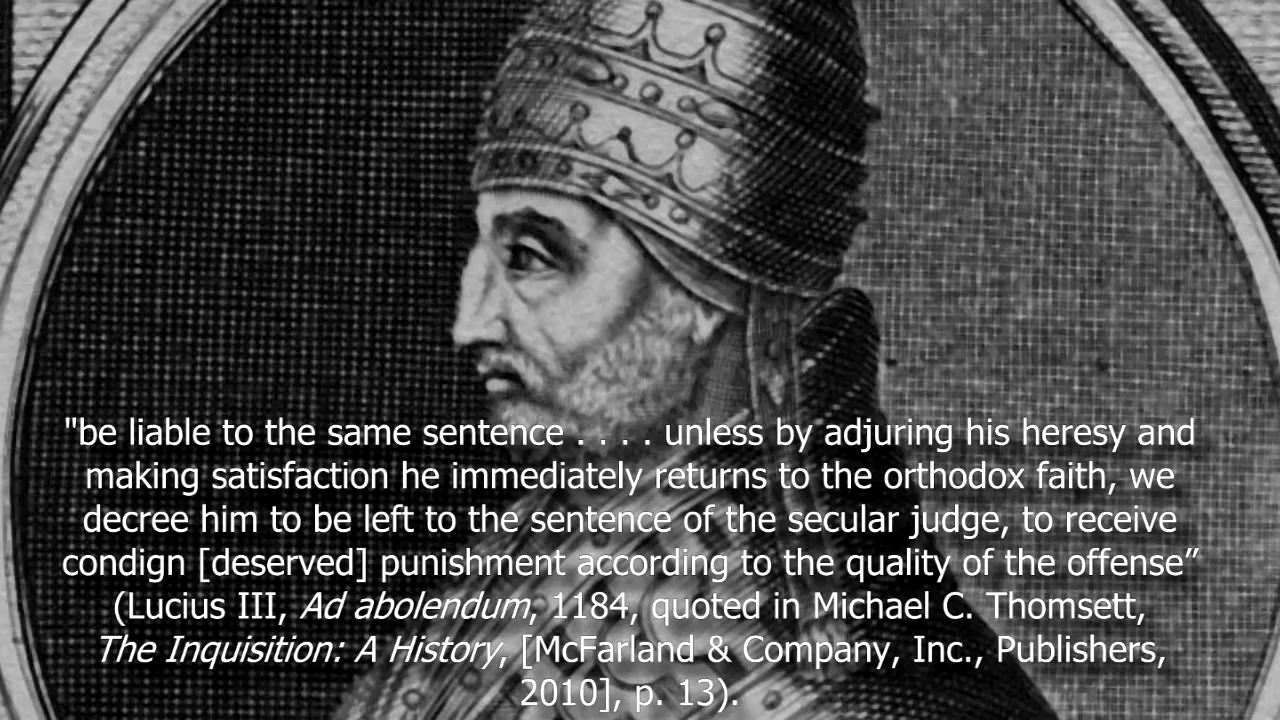 "be liable to the same sentence . . . . unless by adjuring his heresy and
making satisfaction he immediately returns to the orthodox faith, we
decree him to be left to the sentence of the secular judge, to receive
condign [deserved] punishment according to the quality of the offense”
(Lucius III, Ad abolendum, 1184, quoted in Michael C. Thomsett,
The Inquisition: A History, [McFarland & Company, Inc., Publishers,
2010], p. 13).